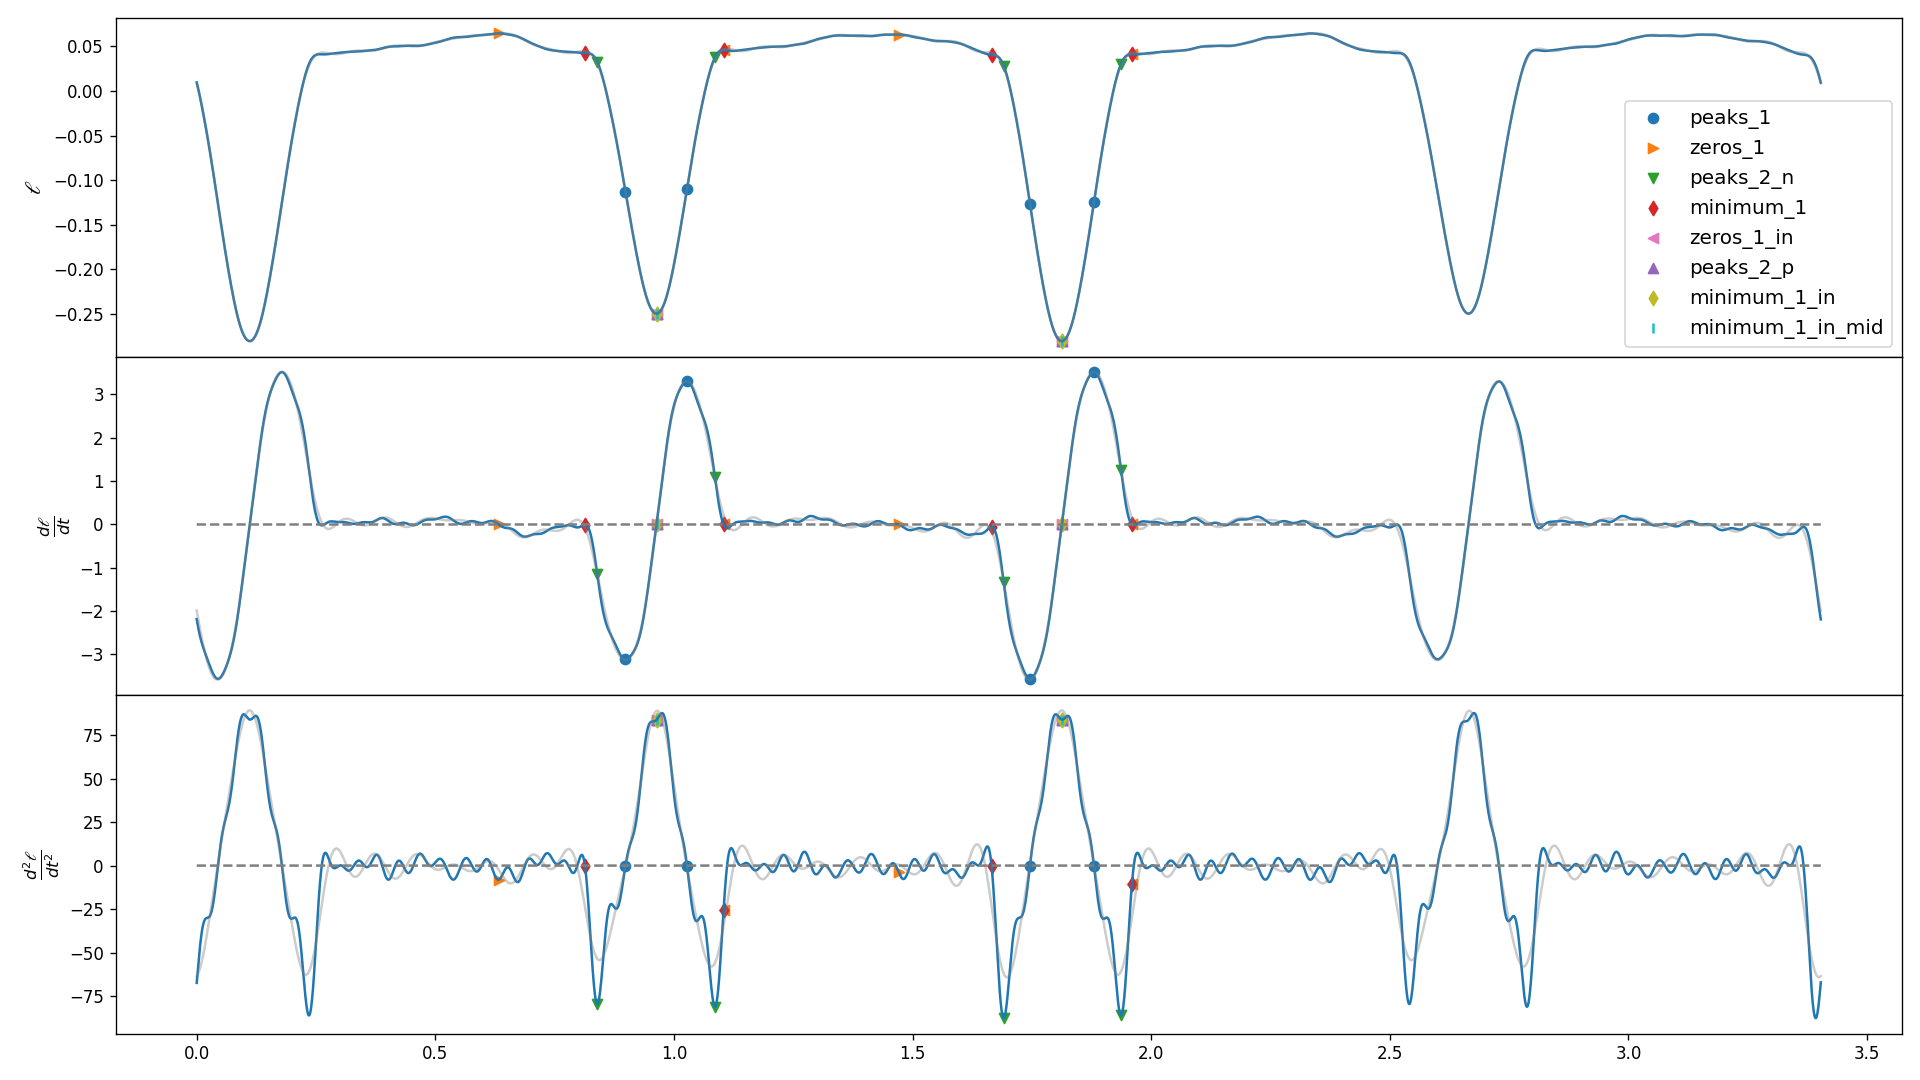 0.05
0.00
−0.05
−0.10
−0.15
−0.20
−0.25
ℓ
peaks_1
zeros_1
peaks_2_n
minimum_1
zeros_1_in
peaks_2_p
minimum_1_in
minimum_1_in_mid
3
2
1
0
−1
−2
−3
dℓ
dt
75
50
25
0
−25
−50
−75
d²ℓ
dt²
0.0 0.5 1.0 1.5 2.0 2.5 3.0 3.5